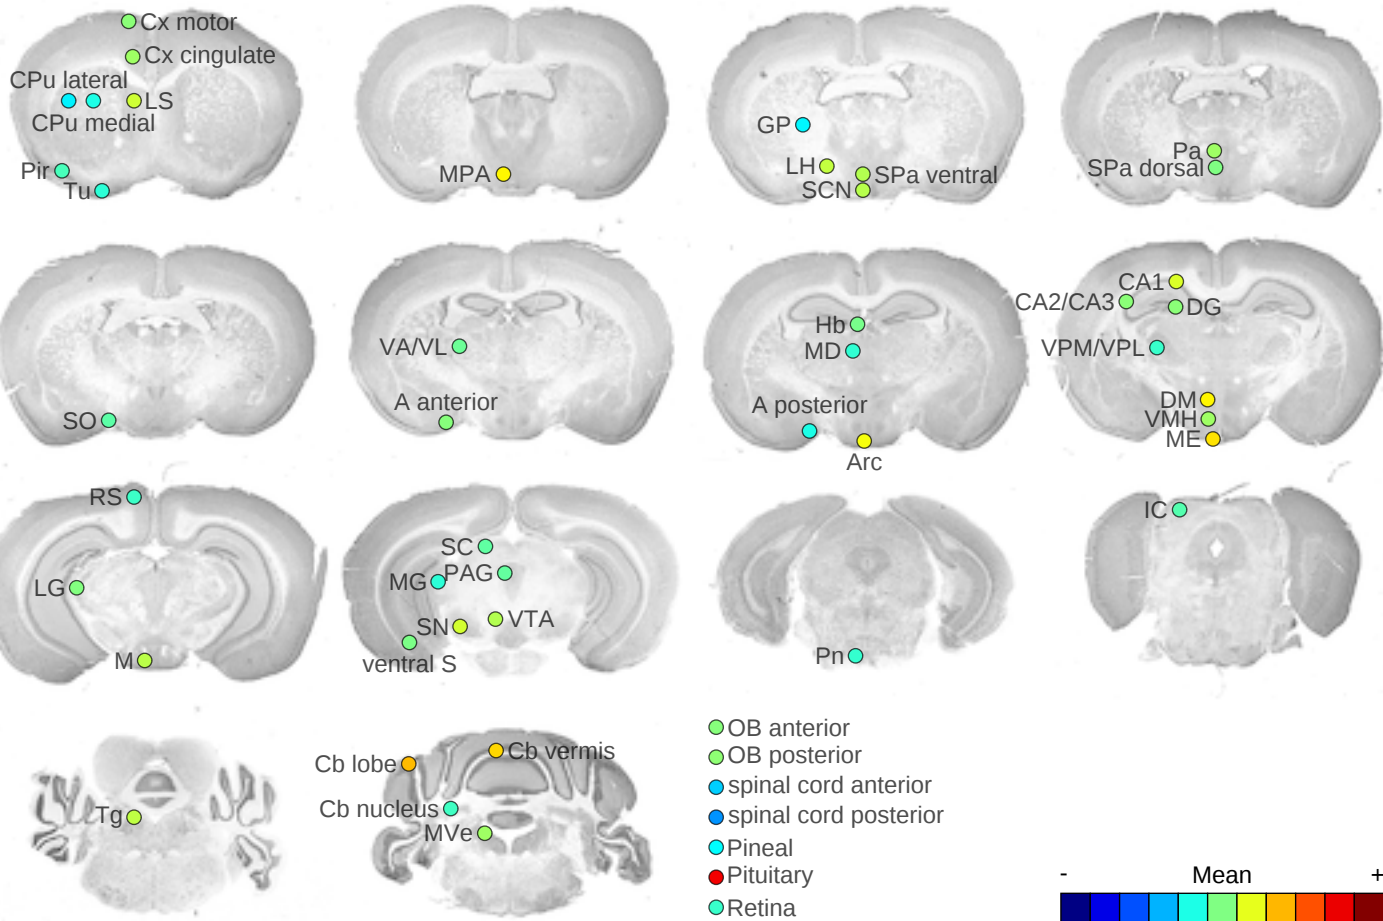 Cx motor
Cx cingulate
CPu lateral
LS
CPu medial
Pir
Tu
MPA
GP
LH
SPa ventral
SCN
Pa
SPa dorsal
SO
VA/VL
A anterior
Hb
MD
A posterior
Arc
CA1
CA2/CA3
DG
VPM/VPL
DM
VMH
ME
RS
LG
M
SC
MG
PAG
SN
VTA
ventral S
Pn
IC
Tg
Cb lobe
Cb vermis
Cb nucleus
MVe
OB anterior
OB posterior
spinal cord anterior
spinal cord posterior
Pineal
Pituitary
Retina
- Mean +